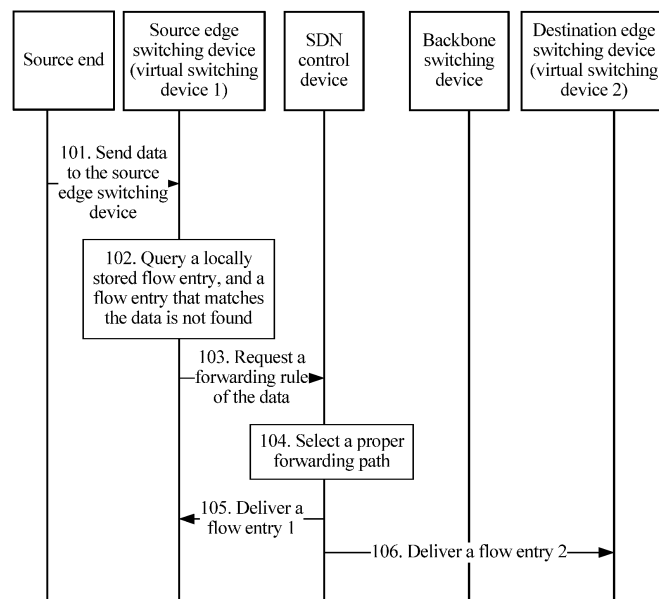 Source end
Source edge
switching device
(virtual switching
device 1)
SDN
control
device
Backbone
switching
device
Destination edge
switching device
(virtual switching
device 2)
101. Send data
to the source
edge switching
device
102. Query a locally
stored flow entry, and a
flow entry that matches
the data is not found
103. Request a
forwarding rule
of the data
104. Select a proper
forwarding path
105. Deliver a
flow entry 1
106. Deliver a flow entry 2